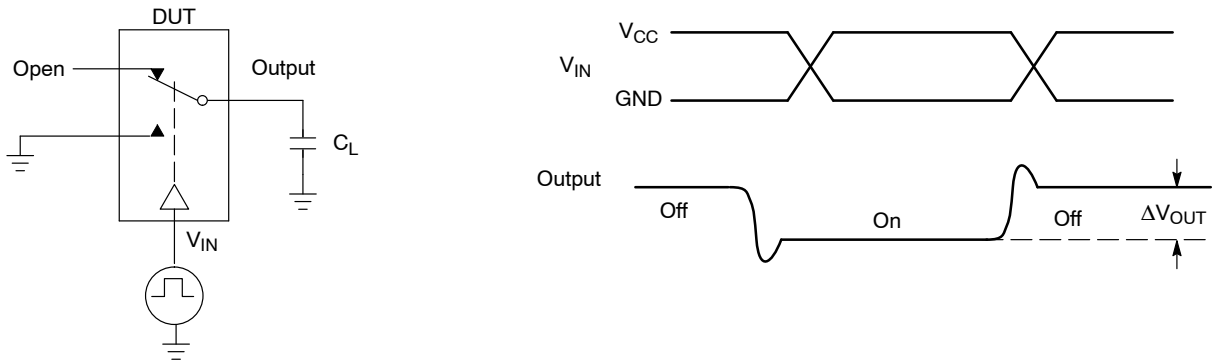 DUT
Open
Output
C_L
V_IN
V_CC
V_IN
GND
Output
Off
On
Off
ΔV_OUT